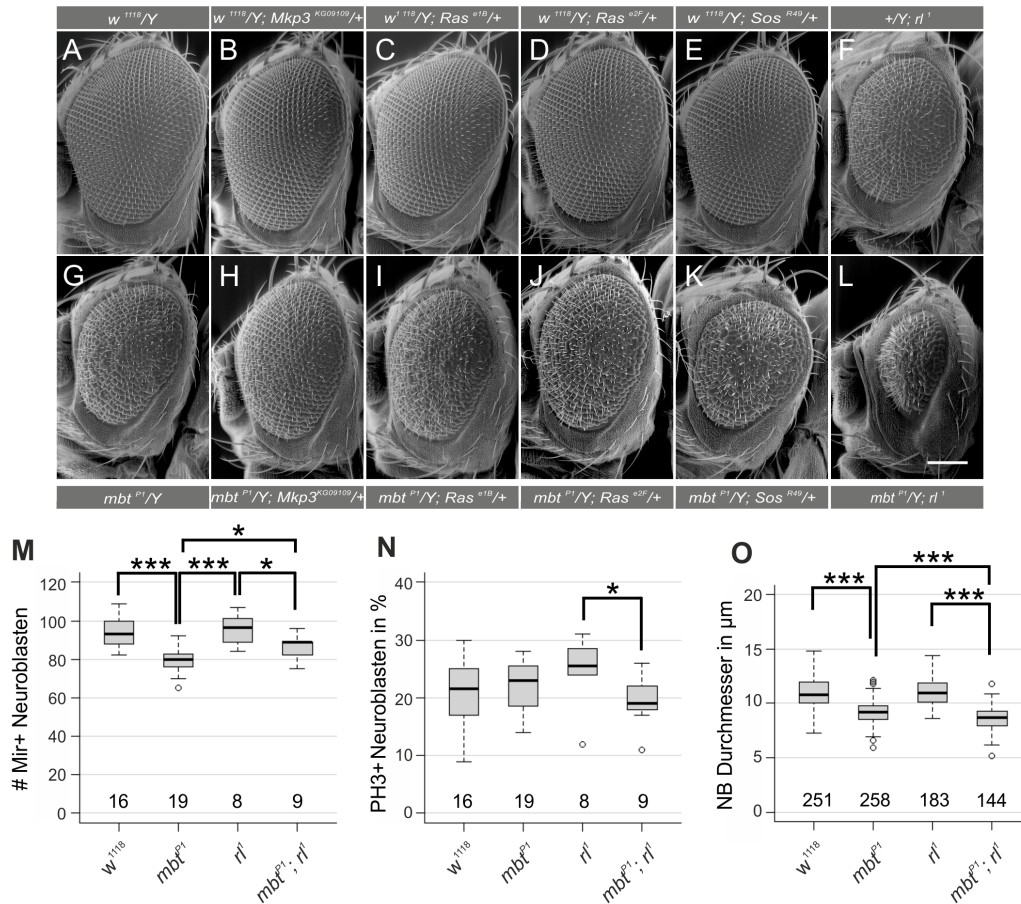 w 1118/Y w 1118/Y; Mkp3 KG09109/+ w1 118/Y; Ras e1B/+ w 1118/Y; Ras e2F/+ w 1118/Y; Sos R49/+ +/Y; rl 1
A B C D E F
G H I J K L
mbt P1/Y mbt P1/Y; Mkp3KG09109/+ mbt P1/Y; Ras e1B/+ mbt P1/Y; Ras e2F/+ mbt P1/Y; Sos R49/+ mbt P1/Y; rl 1
M
# Mir+ Neuroblasten
120
100
80
60
40
20
0
*
*** *** *
16 19 8 9
w1118 mbtP1 rl1 mbtP1; rl1
N
PH3+ Neuroblasten in %
40
30
20
10
0
*
16 19 8 9
w1118 mbtP1 rl1 mbtP1; rl1
O
NB Durchmesser in µm
20
15
10
5
0
***
*** ***
251 258 183 144
w1118 mbtP1 rl1 mbtP1; rl1